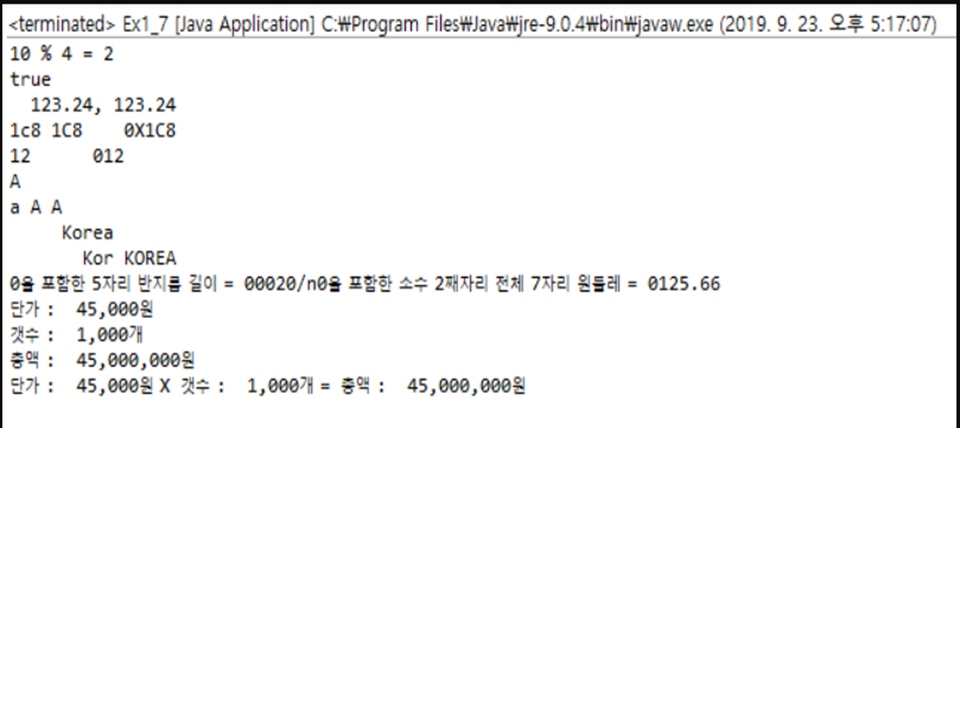 <terminated> Ex1_7 [Java Application] C:₩Program Files₩Java₩jre-9.0.4₩bin₩javaw.exe (2019. 9. 23. 오후 5:17:07)
10 % 4 = 2
true
  123.24, 123.24
1c8 1C8    0X1C8
12      012
A
a A A
     Korea
       Kor KOREA
0을 포함한 5자리 반지름 길이 = 00020/n0을 포함한 소수 2째자리 전체 7자리 원들레 = 0125.66
단가 :  45,000원
갯수 :  1,000개
총액 :  45,000,000원
단가 :  45,000원 X 갯수 :  1,000개 = 총액 :  45,000,000원